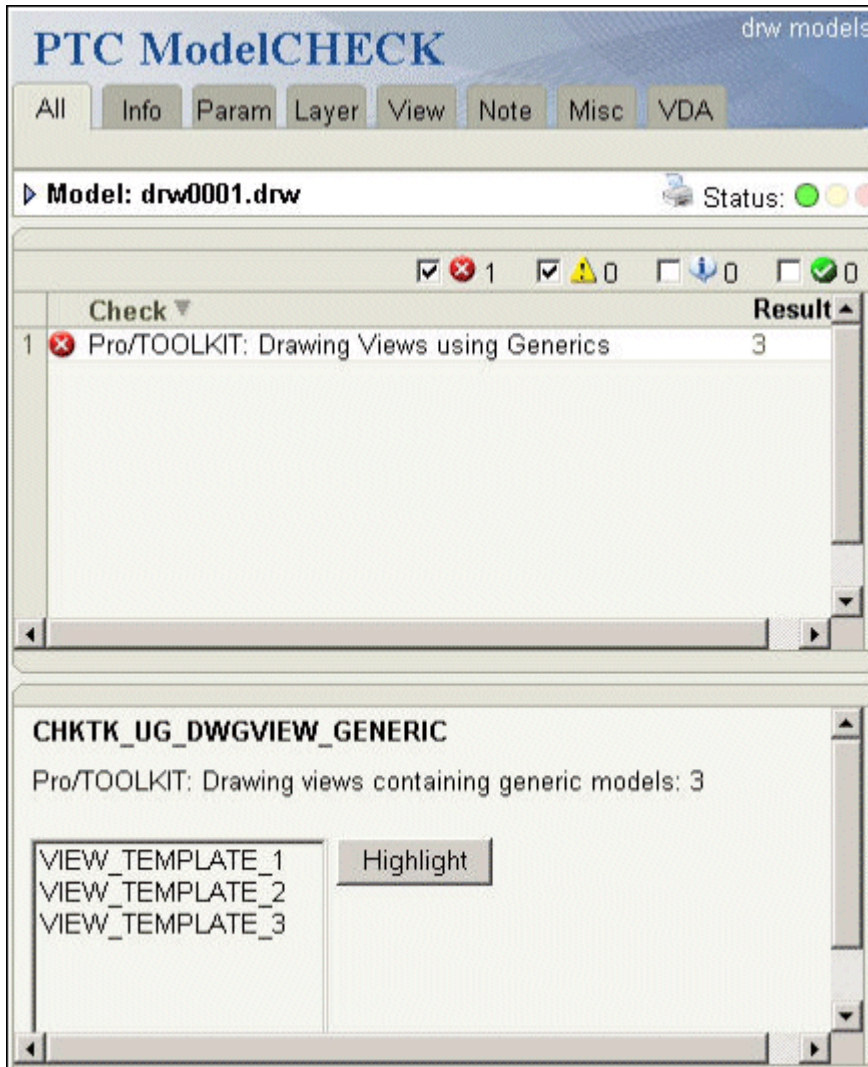 PTC ModelCHECK
drw models
All Info Param Layer View Note Misc VDA
Model: drw0001.drw Status:
1 0 0 0
Check Result
1 Pro/TOOLKIT: Drawing Views using Generics 3
CHKTK_UG_DWGVIEW_GENERIC
Pro/TOOLKIT: Drawing views containing generic models: 3
VIEW_TEMPLATE_1 Highlight
VIEW_TEMPLATE_2
VIEW_TEMPLATE_3